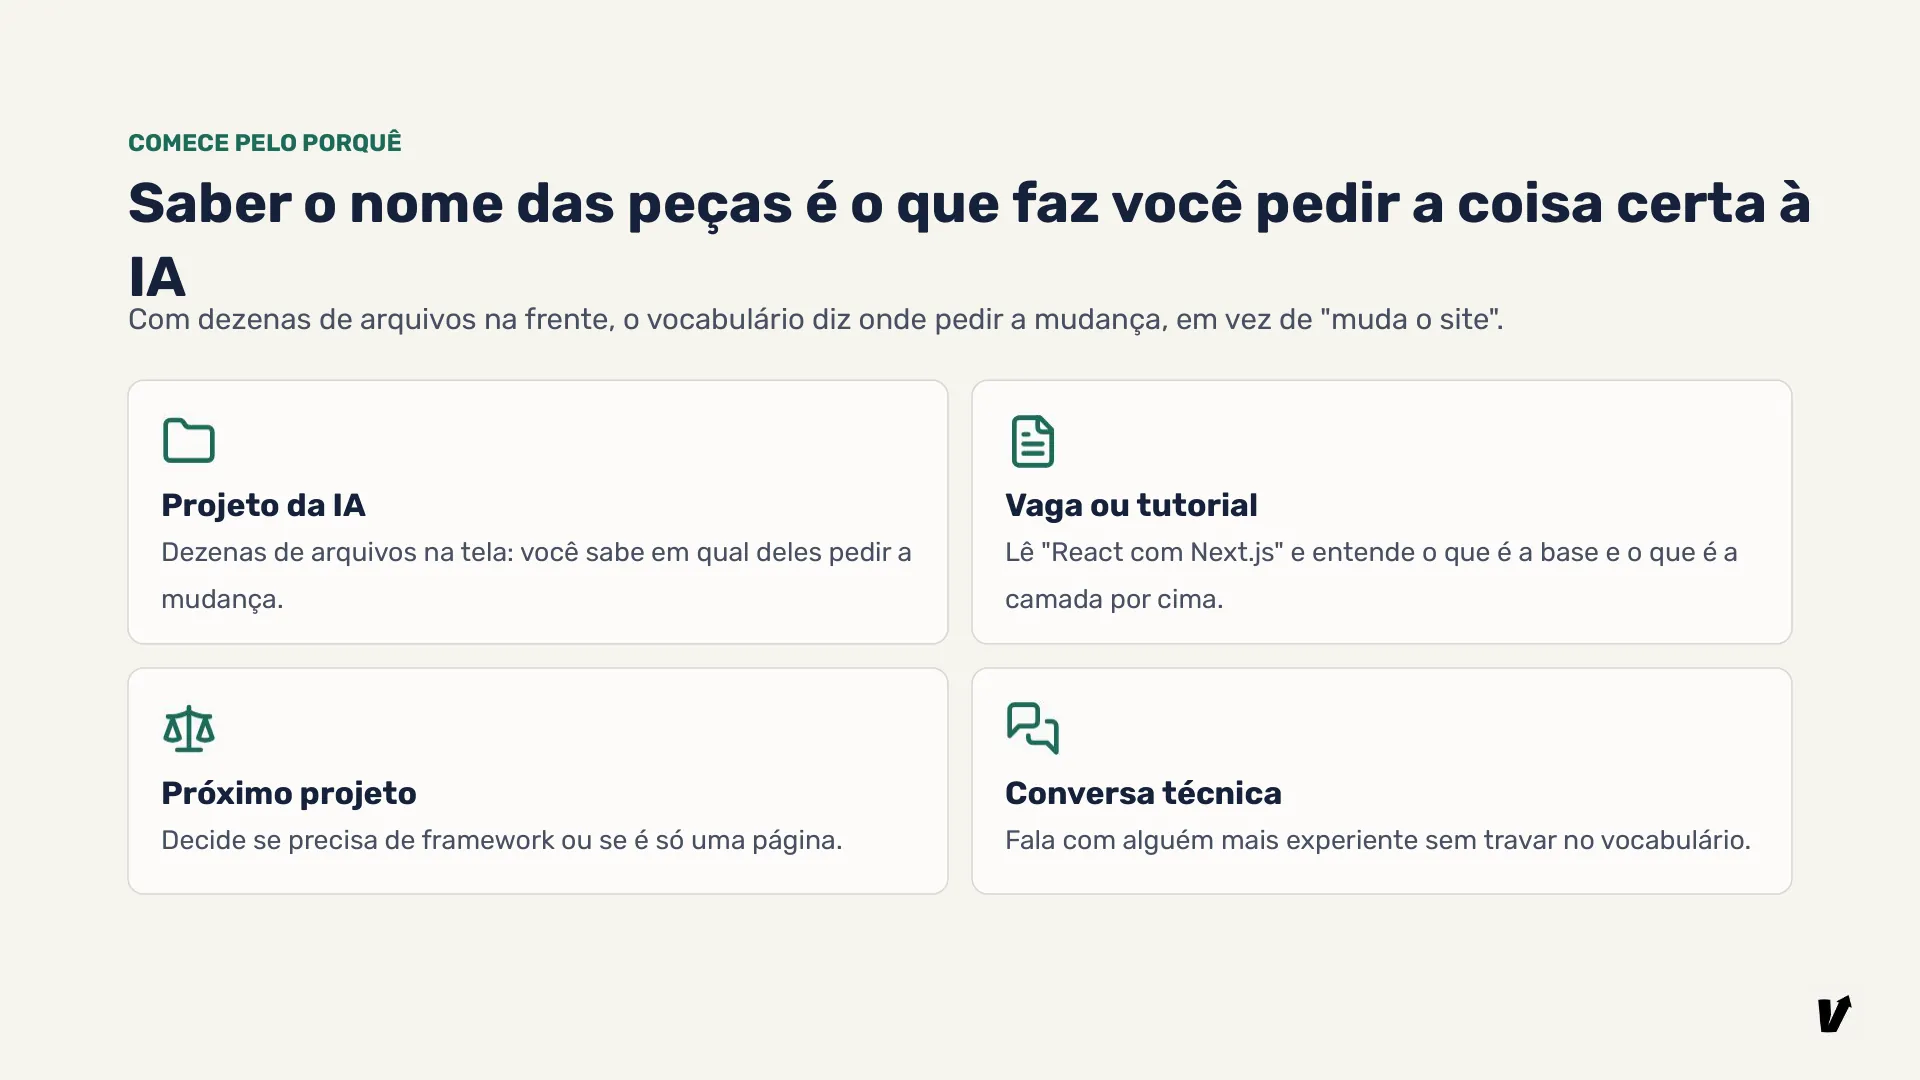 COMECE PELO PORQUÊ
Saber o nome das peças é o que faz você pedir a coisa certa à
IA
Com dezenas de arquivos na frente, o vocabulário diz onde pedir a mudança, em vez de "muda o site".
Projeto da IA
Dezenas de arquivos na tela: você sabe em qual deles pedir a
mudança.
Vaga ou tutorial
Lê "React com Next.js" e entende o que é a base e o que é a
camada por cima.
Próximo projeto
Decide se precisa de framework ou se é só uma página.
Conversa técnica
Fala com alguém mais experiente sem travar no vocabulário.